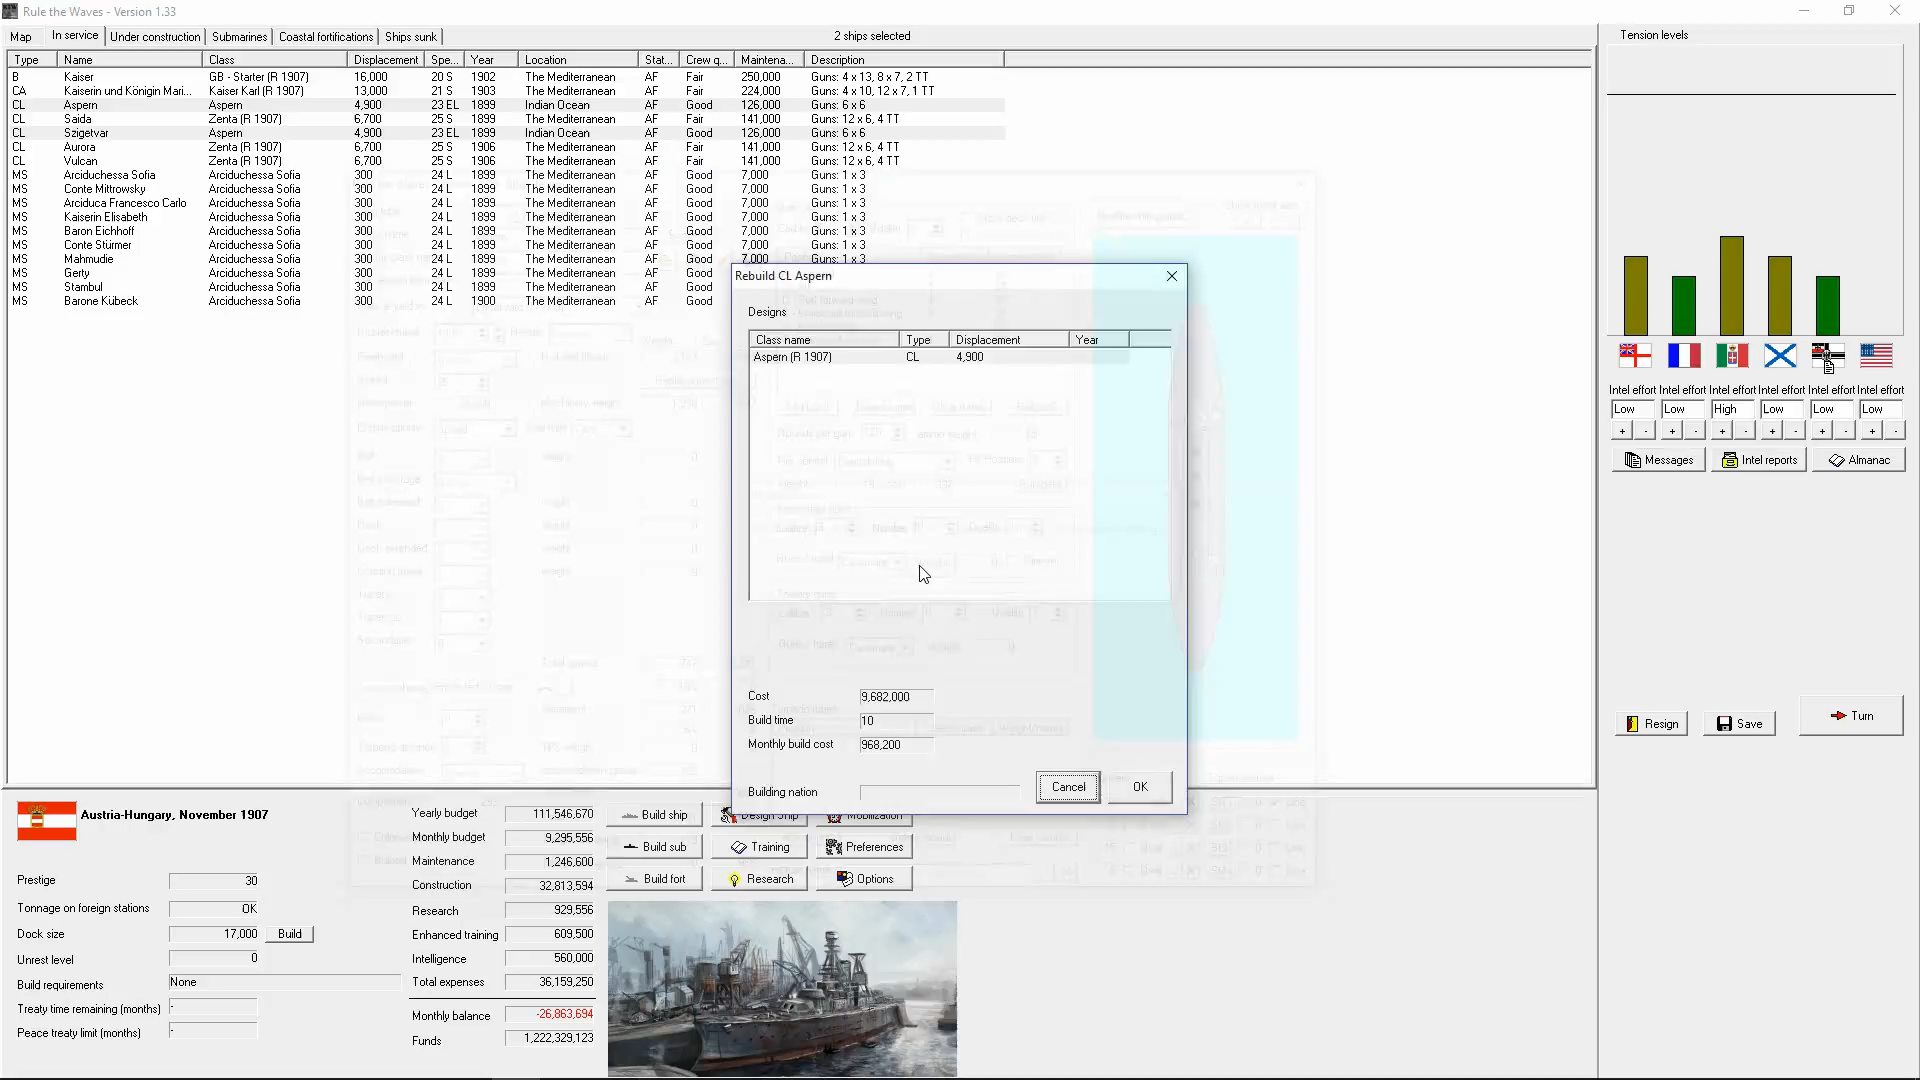 Rule the Waves - Version 1.33
Map In service Under construction Submarines Coastal fortifications Ships sunk 2 ships selected Tension levels
Type Name Class Displacement Spe... Year Location Stat... Crew q... Maintena... Description
B Kaiser GB - Starter (R 1907) 16,000 20 S 1902 The Mediterranean AF Fair 250,000 Guns: 4 x 13, 8 x 7, 2 TT
CA Kaiserin und Königin Mari... Kaiser Karl (R 1907) 13,000 21 S 1903 The Mediterranean AF Fair 224,000 Guns: 4 x 10, 12 x 7, 1 TT
CL Aspern Aspern 4,900 23 EL 1899 Indian Ocean AF Good 126,000 Guns: 6 x 6
CL Saida Zenta (R 1907) 6,700 25 S 1899 The Mediterranean AF Fair 141,000 Guns: 12 x 6, 4 TT
CL Szigetvar Aspern 4,900 23 EL 1899 Indian Ocean AF Good 126,000 Guns: 6 x 6
CL Aurora Zenta (R 1907) 6,700 25 S 1906 The Mediterranean AF Fair 141,000 Guns: 12 x 6, 4 TT
CL Vulcan Zenta (R 1907) 6,700 25 S 1906 The Mediterranean AF Fair 141,000 Guns: 12 x 6, 4 TT
MS Arciduchessa Sofia Arciduchessa Sofia 300 24 L 1899 The Mediterranean AF Good 7,000 Guns: 1 x 3
MS Conte Mittrowsky Arciduchessa Sofia 300 24 L 1899 The Mediterranean AF Good 7,000 Guns: 1 x 3
MS Arciduca Francesco Carlo Arciduchessa Sofia 300 24 L 1899 The Mediterranean AF Good 7,000 Guns: 1 x 3
MS Kaiserin Elisabeth Arciduchessa Sofia 300 24 L 1899 The Mediterranean AF Good 7,000 Guns: 1 x 3
MS Baron Eichhoff Arciduchessa Sofia 300 24 L 1899 The Mediterranean AF Good 7,000 Guns: 1 x 3
MS Conte Stürmer Arciduchessa Sofia 300 24 L 1899 The Mediterranean AF Good 7,000 Guns: 1 x 3
MS Mahmudie Arciduchessa Sofia 300 24 L 1899 The Mediterranean AF Good 7,000 Guns: 1 x 3
MS Gerty Arciduchessa Sofia 300 24 L 1899 The Mediterranean AF Good
MS Stambul Arciduchessa Sofia 300 24 L 1899 The Mediterranean AF Good
MS Barone Kübeck Arciduchessa Sofia 300 24 L 1900 The Mediterranean AF Good
Rebuild CL Aspern
Designs
Class name Type Displacement Year
Aspern (R 1907) CL 4,900
Cost 9,682,000
Build time 10
Monthly build cost 968,200
Building nation
Cancel OK
Intel effort Intel effort Intel effort Intel effort Intel effort Intel effort
Low Low High Low Low Low
+ - + - + - + - + - + -
Messages Intel reports Almanac
Resign Save Turn
Austria-Hungary, November 1907
Prestige 30
Tonnage on foreign stations OK
Dock size 17,000 Build
Unrest level 0
Build requirements None
Treaty time remaining (months) -
Peace treaty limit (months) -
Yearly budget 111,546,670
Monthly budget 9,295,556
Maintenance 1,246,600
Construction 32,813,594
Research 929,556
Enhanced training 609,500
Intelligence 560,000
Total expenses 36,159,250
Monthly balance -26,863,694
Funds 1,222,329,123
Build ship Design Ship Mobilization
Build sub Training Preferences
Build fort Research Options